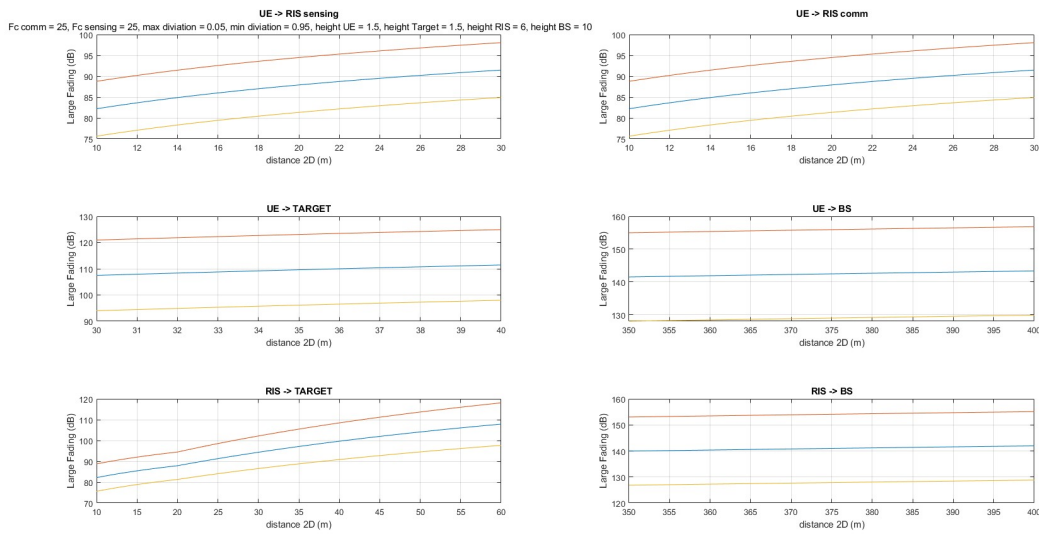 UE -> RIS sensing
Fc comm = 25, Fc sensing = 25, max diviation = 0.05, min diviation = 0.95, height UE = 1.5, height Target = 1.5, height RIS = 6, height BS = 10
100
95
90
85
80
75
Large Fading (dB)
10 12 14 16 18 20 22 24 26 28 30
distance 2D (m)
UE -> RIS comm
100
95
90
85
80
75
Large Fading (dB)
10 12 14 16 18 20 22 24 26 28 30
distance 2D (m)
UE -> TARGET
130
120
110
100
90
Large Fading (dB)
30 31 32 33 34 35 36 37 38 39 40
distance 2D (m)
UE -> BS
160
150
140
130
Large Fading (dB)
350 355 360 365 370 375 380 385 390 395 400
distance 2D (m)
RIS -> TARGET
120
110
100
90
80
70
Large Fading (dB)
10 15 20 25 30 35 40 45 50 55 60
distance 2D (m)
RIS -> BS
160
150
140
130
120
Large Fading (dB)
350 355 360 365 370 375 380 385 390 395 400
distance 2D (m)